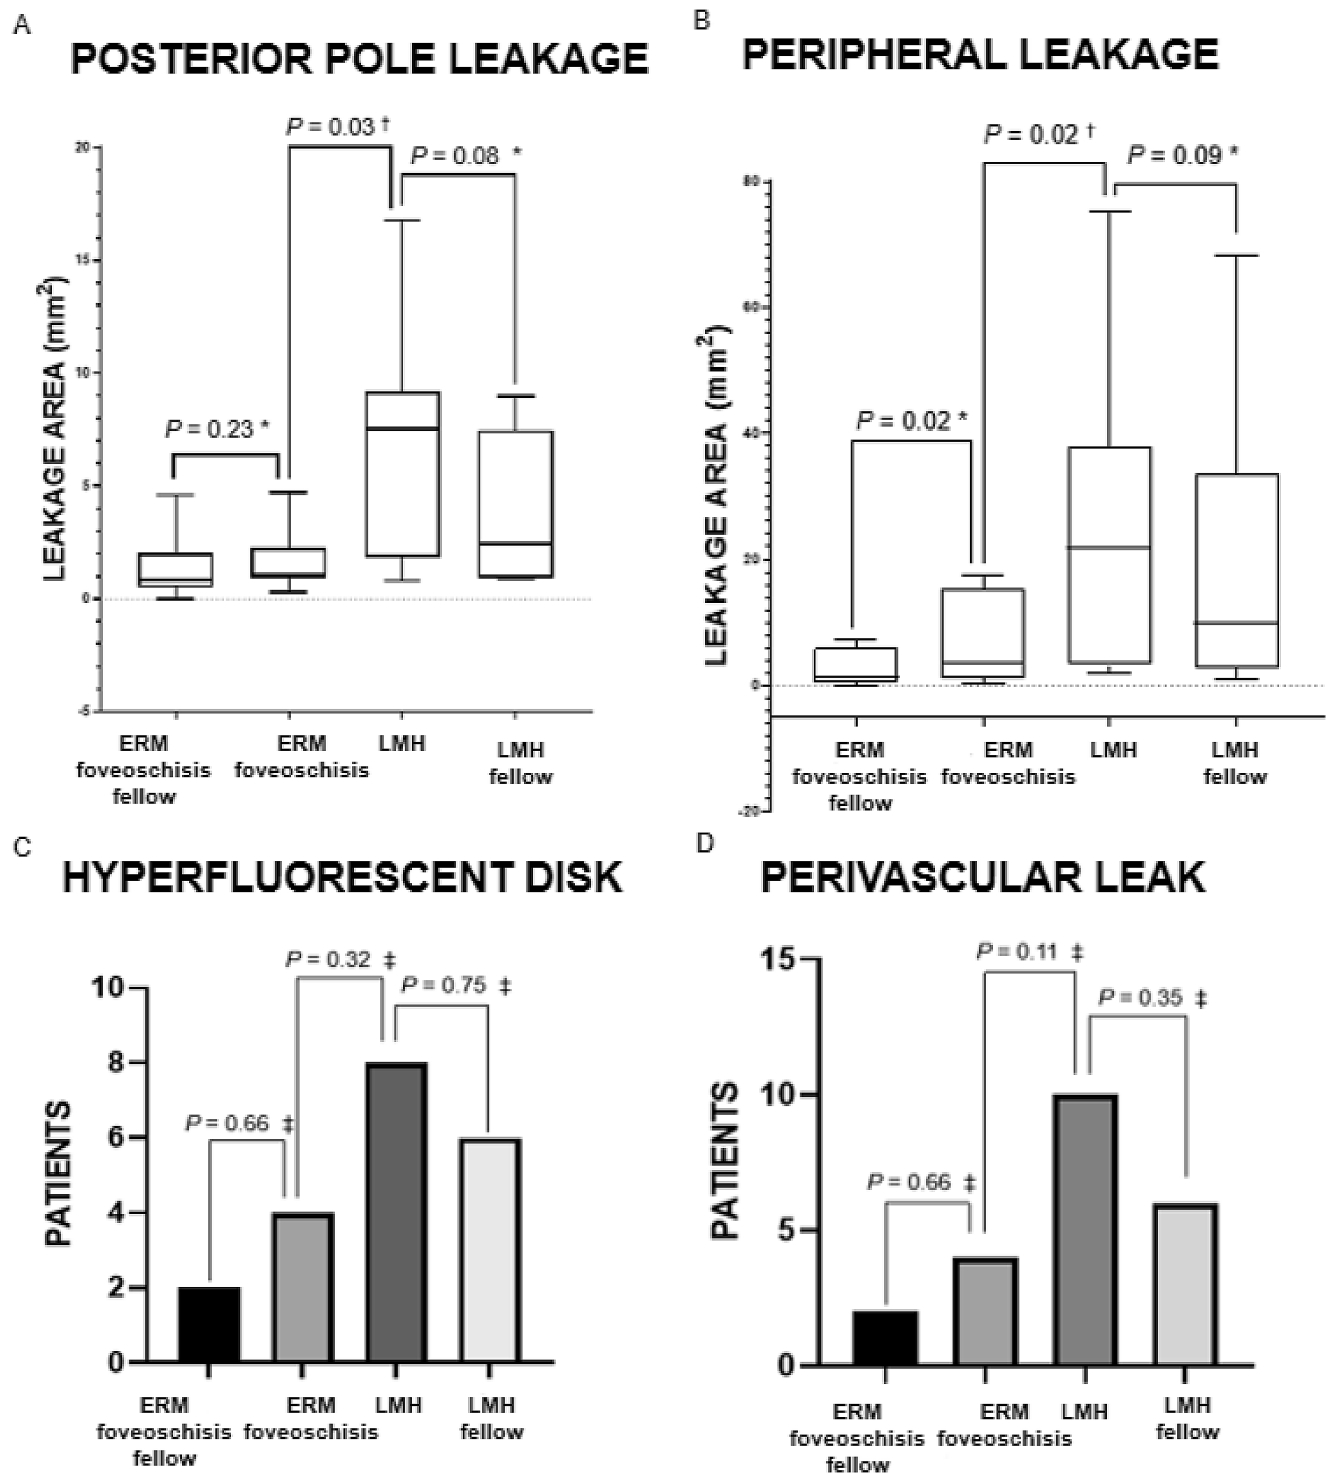 A
POSTERIOR POLE LEAKAGE
P = 0.03 †
P = 0.08 *
P = 0.23 *
LEAKAGE AREA (mm2)
20
15
10
5
0
-5
ERM
foveoschisis
fellow
ERM
foveoschisis
LMH
LMH
fellow
B
PERIPHERAL LEAKAGE
P = 0.02 †
P = 0.09 *
P = 0.02 *
LEAKAGE AREA (mm2)
80
60
40
20
0
-20
ERM
foveoschisis
fellow
ERM
foveoschisis
LMH
LMH
fellow
C
HYPERFLUORESCENT DISK
P = 0.32 ‡
P = 0.75 ‡
P = 0.66 ‡
PATIENTS
10
8
6
4
2
0
ERM
foveoschisis
fellow
ERM
foveoschisis
LMH
LMH
fellow
D
PERIVASCULAR LEAK
P = 0.11 ‡
P = 0.35 ‡
P = 0.66 ‡
PATIENTS
15
10
5
0
ERM
foveoschisis
fellow
ERM
foveoschisis
LMH
LMH
fellow